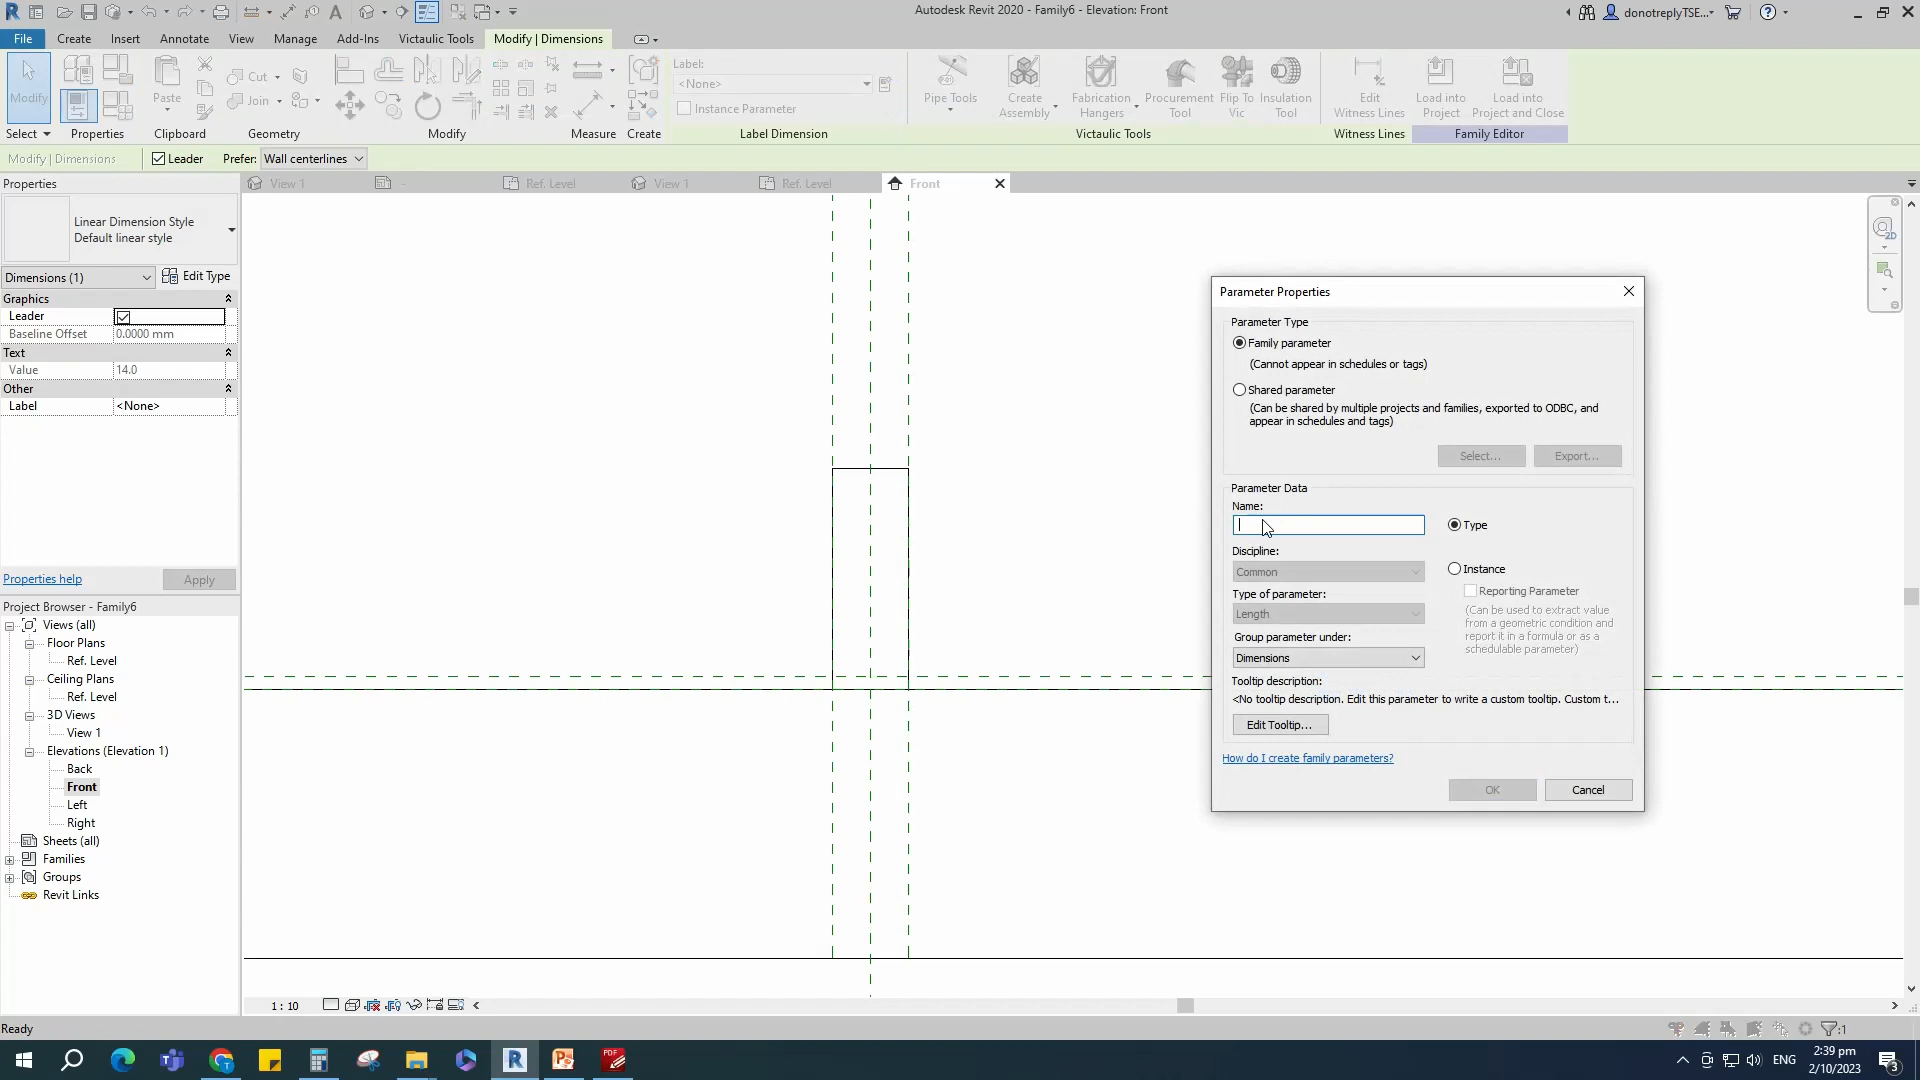 Autodesk Revit 2020 - Family6 - Elevation: Front
donotreplyTSE...
File Create Insert Annotate View Manage Add-Ins Victaulic Tools Modify | Dimensions
Modify
Select
Properties
Paste
Clipboard
Cut
Join
Geometry
Modify
Measure
Create
Label:
<None>
Instance Parameter
Label Dimension
Pipe Tools
Create Assembly
Fabrication Hangers
Procurement Tool
Flip To Vic
Insulation Tool
Victaulic Tools
Edit Witness Lines
Witness Lines
Load into Project
Load into Project and Close
Family Editor
Modify | Dimensions
Leader
Prefer: Wall centerlines
Properties
View 1
-
Ref. Level
View 1
Ref. Level
Front
Linear Dimension Style
Default linear style
Dimensions (1)
Edit Type
Graphics
Leader
Baseline Offset 0.0000 mm
Text
Value 14.0
Other
Label <None>
Properties help
Apply
Project Browser - Family6
Views (all)
Floor Plans
Ref. Level
Ceiling Plans
Ref. Level
3D Views
View 1
Elevations (Elevation 1)
Back
Front
Left
Right
Sheets (all)
Families
Groups
Revit Links
2D
Parameter Properties
Parameter Type
Family parameter
(Cannot appear in schedules or tags)
Shared parameter
(Can be shared by multiple projects and families, exported to ODBC, and
appear in schedules and tags)
Select...
Export...
Parameter Data
Name:
Type
Discipline:
Common
Instance
Type of parameter:
Reporting Parameter
Length
(Can be used to extract value
from a geometric condition and
report it in a formula or as a
schedulable parameter)
Group parameter under:
Dimensions
Tooltip description:
<No tooltip description. Edit this parameter to write a custom tooltip. Custom t...
Edit Tooltip...
How do I create family parameters?
OK
Cancel
1 : 10
Ready
:1
ENG
2:39 pm
2/10/2023
3